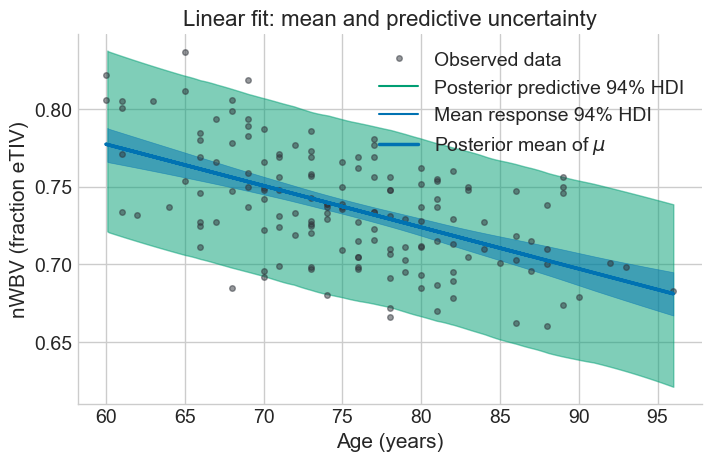 Linear fit: mean and predictive uncertainty
Observed data
Posterior predictive 94% HDI
Mean response 94% HDI
Posterior mean of μ
nWBV (fraction eTIV)
0.80
0.75
0.70
0.65
60 65 70 75 80 85 90 95
Age (years)